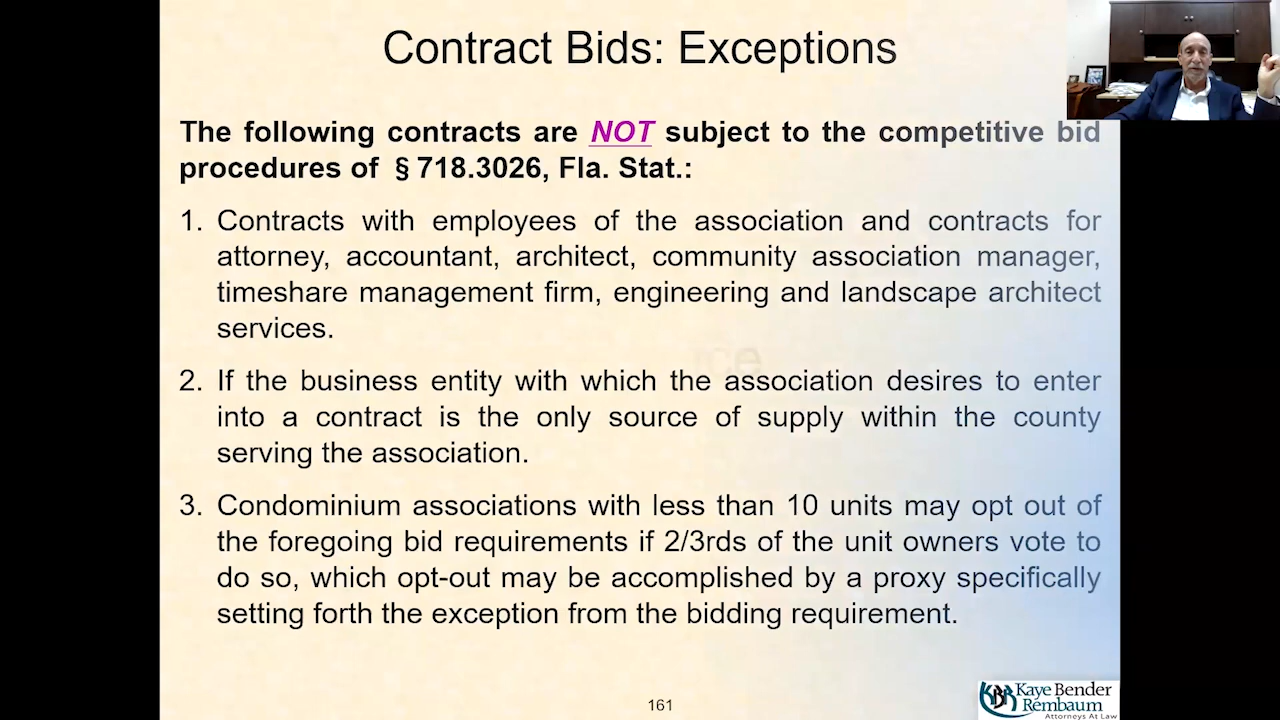 Contract Bids: Exceptions
The following contracts are NOT subject to the competitive bid
procedures of § 718.3026, Fla. Stat.:
1. Contracts with employees of the association and contracts for
attorney, accountant, architect, community association manager,
timeshare management firm, engineering and landscape architect
services.
2. If the business entity with which the association desires to enter
into a contract is the only source of supply within the county
serving the association.
3. Condominium associations with less than 10 units may opt out of
the foregoing bid requirements if 2/3rds of the unit owners vote to
do so, which opt-out may be accomplished by a proxy specifically
setting forth the exception from the bidding requirement.
161
KBR Kaye Bender
Rembaum
Attorneys At Law